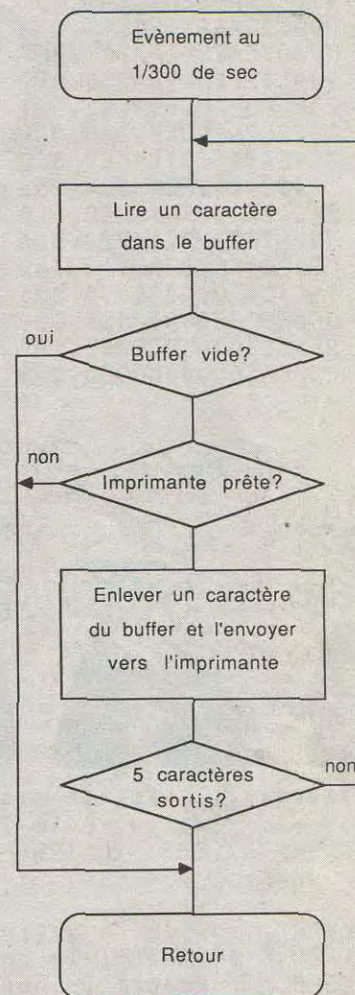 Evènement au
1/300 de sec
Lire un caractère
dans le buffer
oui
Buffer vide?
non
Imprimante prête?
Enlever un caractère
du buffer et l'envoyer
vers l'imprimante
5 caractères
sortis?
non
Retour